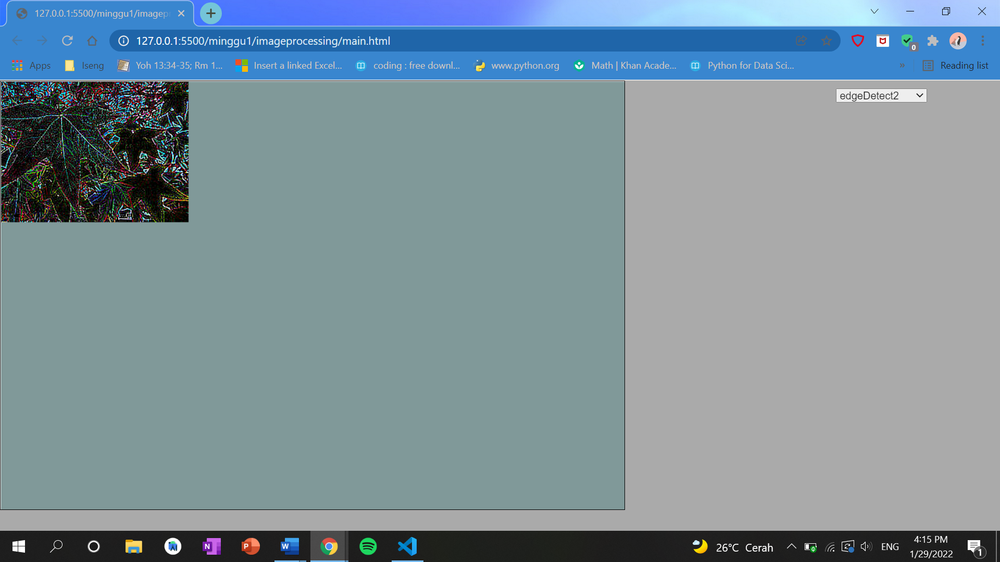 127.0.0.1:5500/minggu1/imagep
127.0.0.1:5500/minggu1/imageprocessing/main.html
0
Apps
Iseng
Yoh 13:34-35; Rm 1...
Insert a linked Excel...
coding : free downl...
www.python.org
Math | Khan Acade...
Python for Data Sci...
»
Reading list
edgeDetect2
N
P
W
26°C Cerah
ENG
4:15 PM
1/29/2022
1